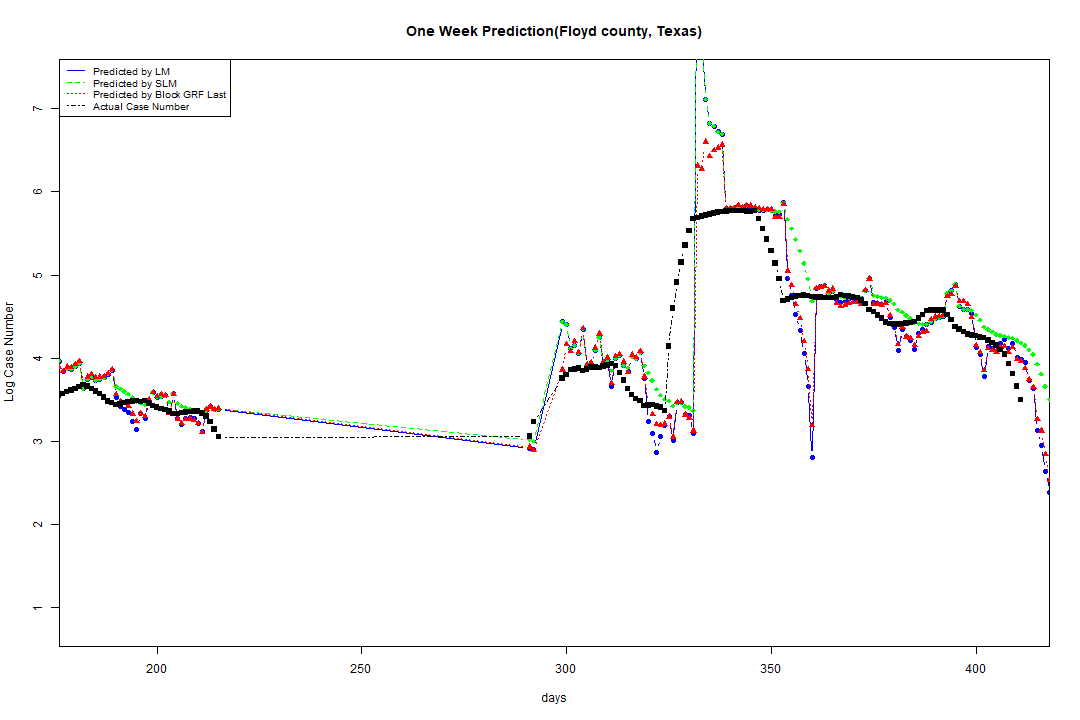 One Week Prediction(Floyd county, Texas)
Predicted by LM
Predicted by SLM
Predicted by Block GRF Last
Actual Case Number
Log Case Number
7
6
5
4
3
2
1
200
250
300
350
400
days